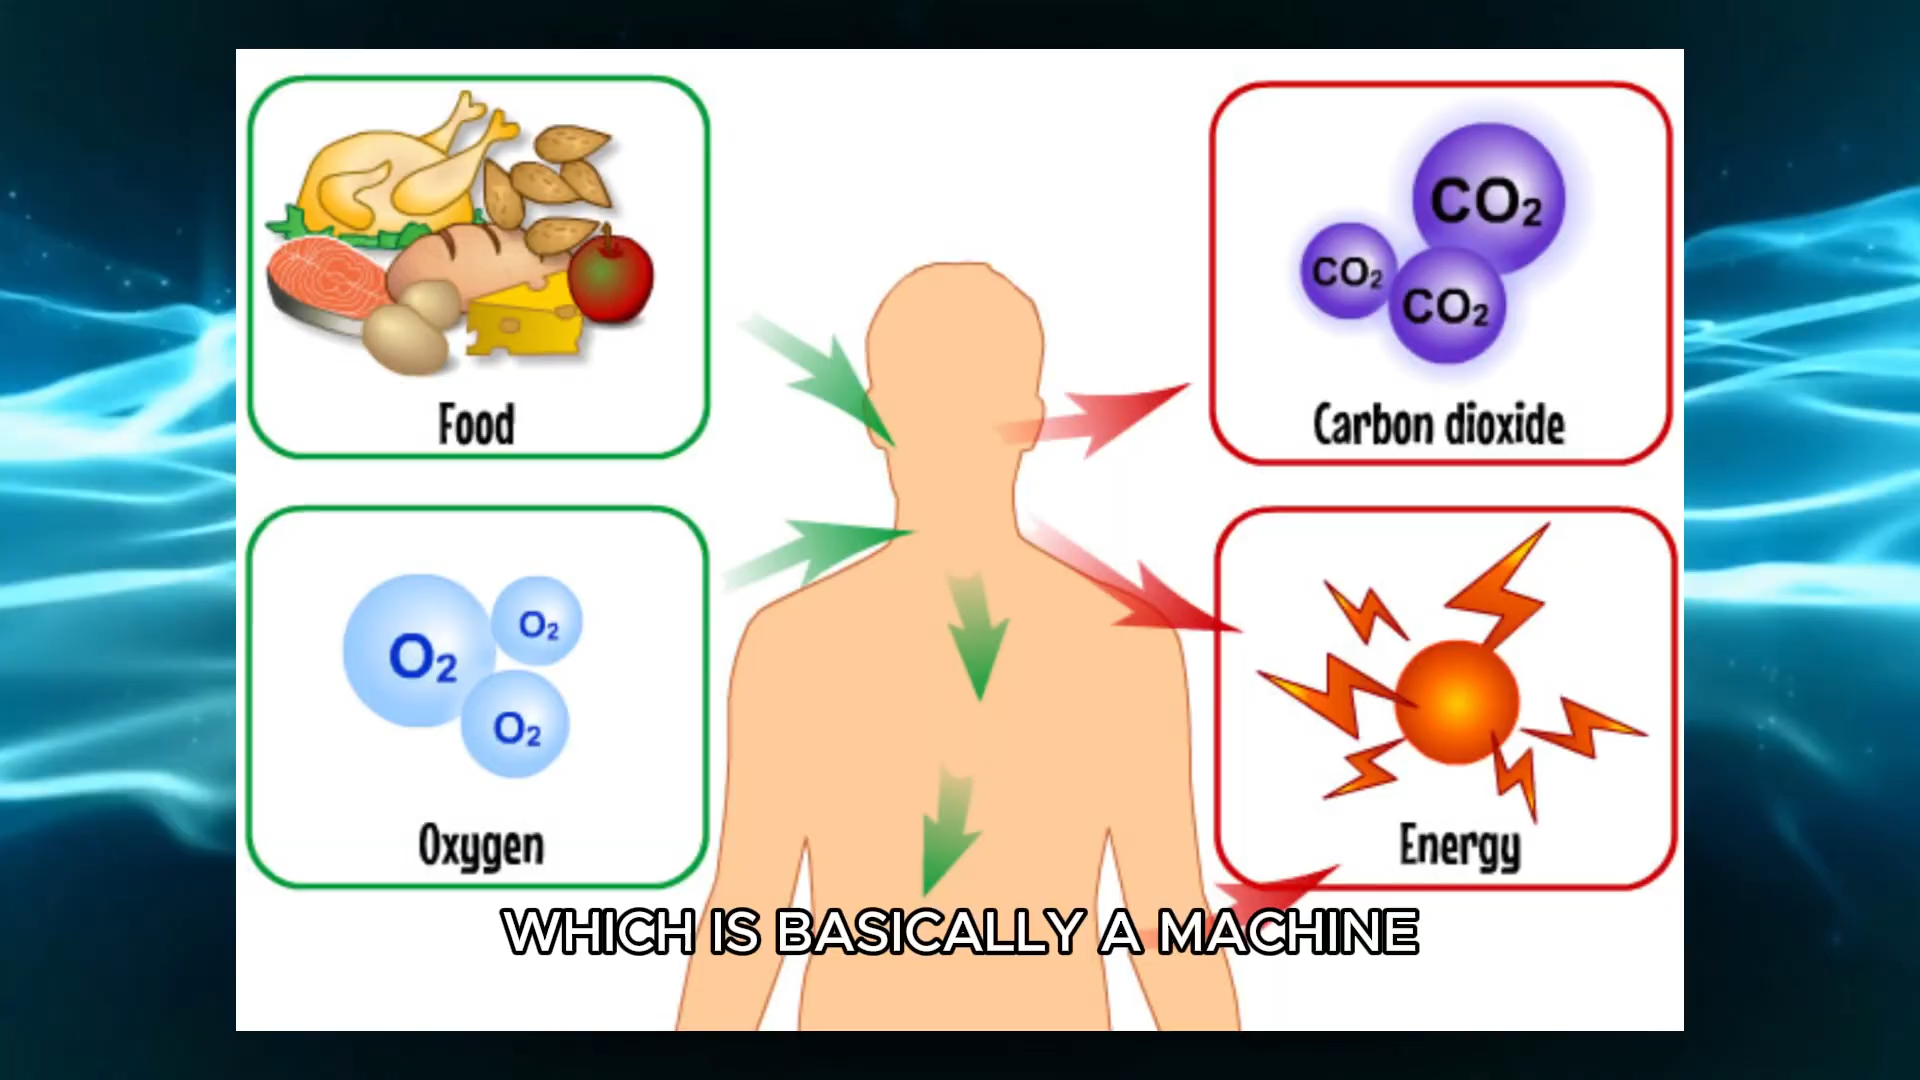 CO₂
CO₂
CO₂
Food
Carbon dioxide
O₂
O₂
O₂
Oxygen
Energy
WHICH IS BASICALLY A MACHINE